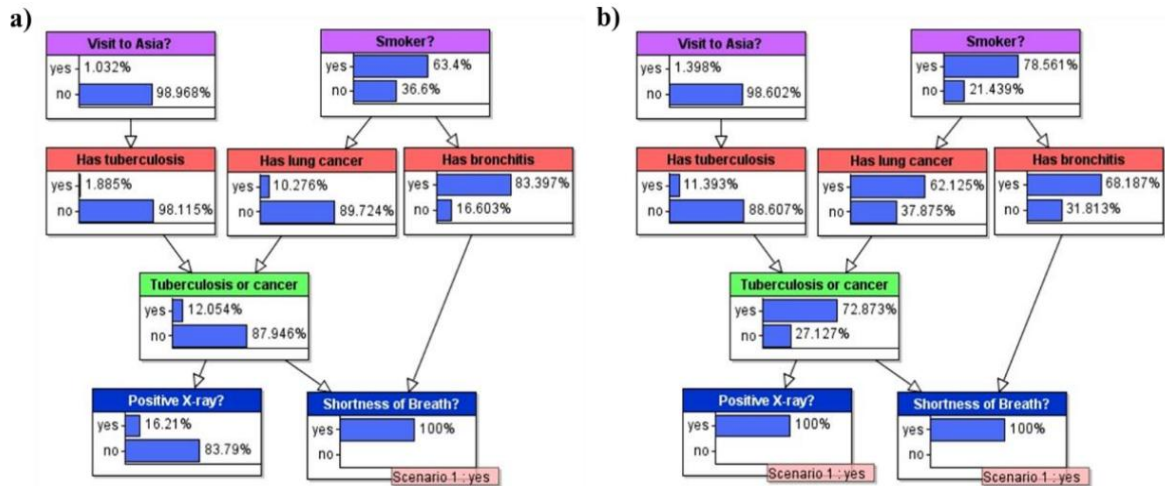 a)
Visit to Asia?
yes 1.032%
no 98.968%
Smoker?
yes 63.4%
no 36.6%
Has tuberculosis
yes 1.885%
no 98.115%
Has lung cancer
yes 10.276%
no 89.724%
Has bronchitis
yes 83.397%
no 16.603%
Tuberculosis or cancer
yes 12.054%
no 87.946%
Positive X-ray?
yes 16.21%
no 83.79%
Shortness of Breath?
yes 100%
no
Scenario 1 : yes
b)
Visit to Asia?
yes 1.398%
no 98.602%
Smoker?
yes 78.561%
no 21.439%
Has tuberculosis
yes 11.393%
no 88.607%
Has lung cancer
yes 62.125%
no 37.875%
Has bronchitis
yes 68.187%
no 31.813%
Tuberculosis or cancer
yes 72.873%
no 27.127%
Positive X-ray?
yes 100%
no
Scenario 1 : yes
Shortness of Breath?
yes 100%
no
Scenario 1 : yes